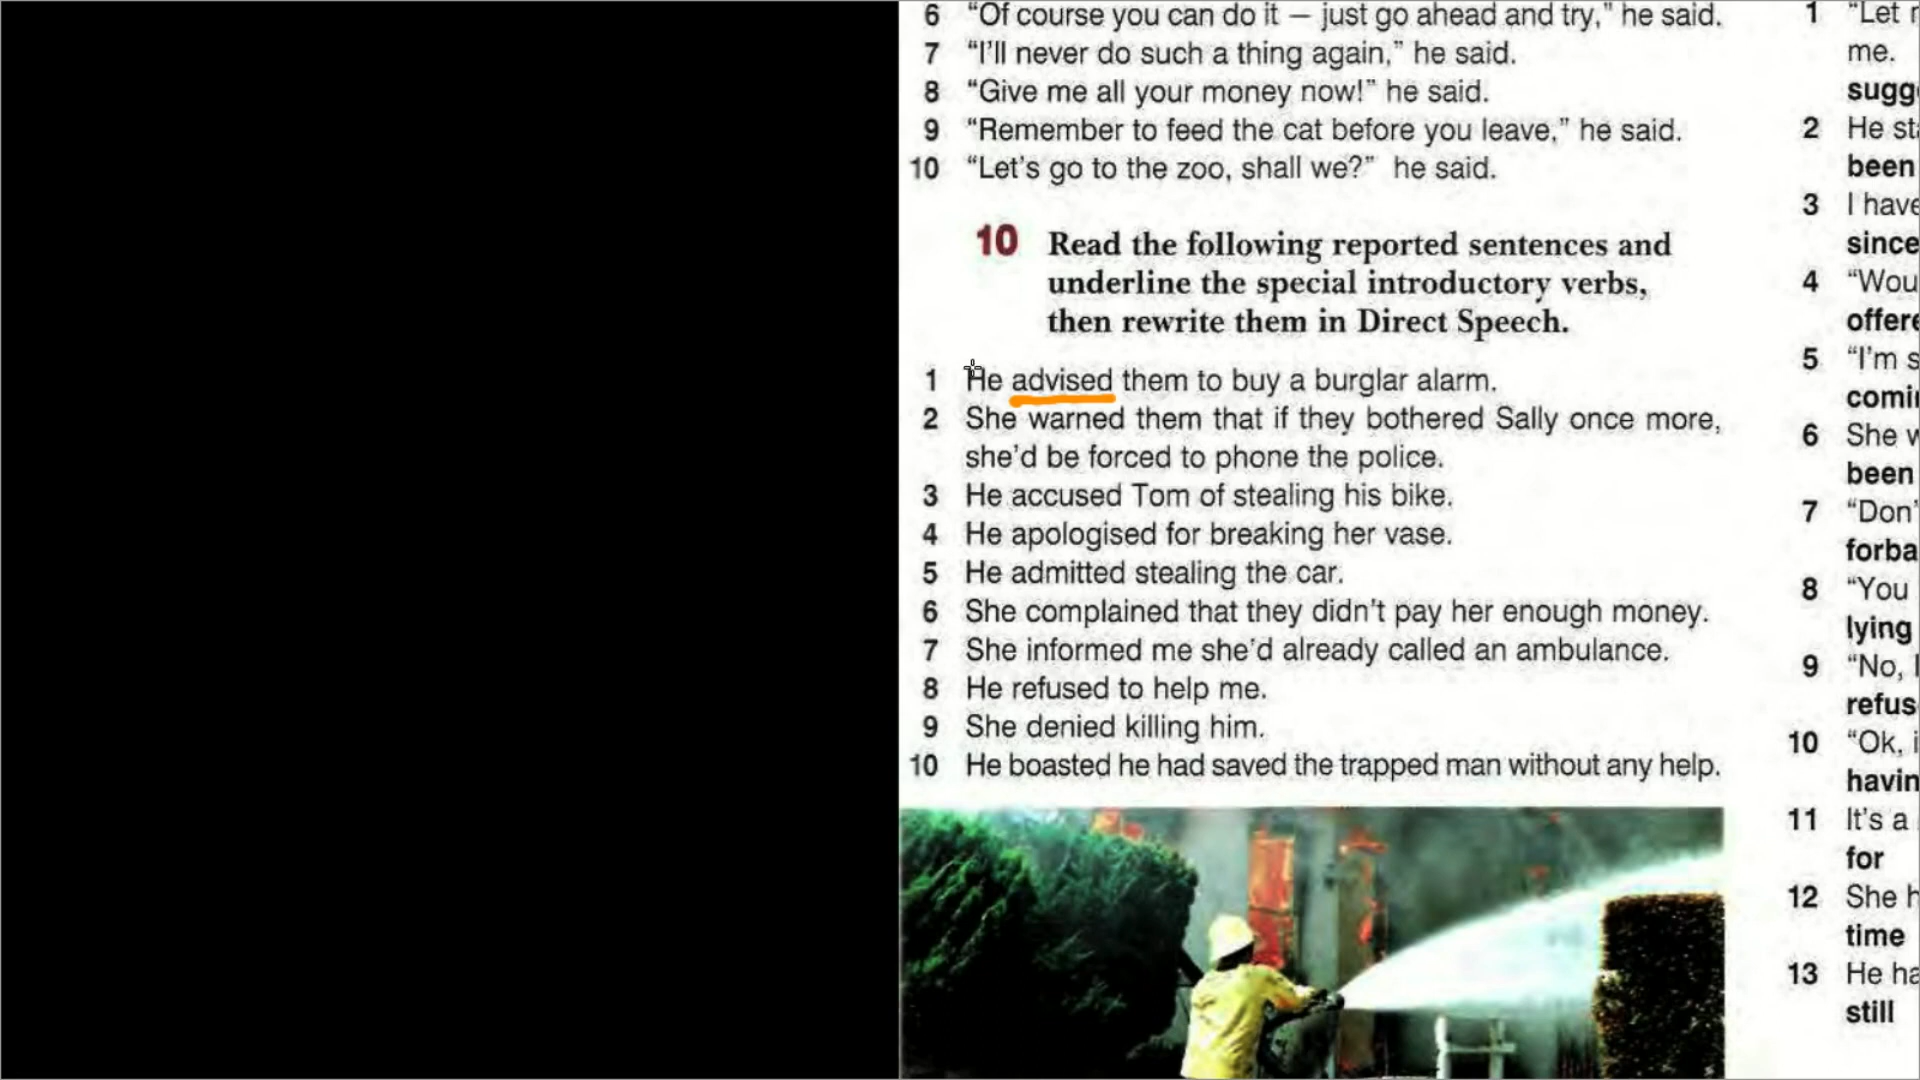 6 “Of course you can do it – just go ahead and try,” he said.
7 “I’ll never do such a thing again,” he said.
8 “Give me all your money now!” he said.
9 “Remember to feed the cat before you leave,” he said.
10 “Let’s go to the zoo, shall we?” he said.
10 Read the following reported sentences and
underline the special introductory verbs,
then rewrite them in Direct Speech.
1 He advised them to buy a burglar alarm.
2 She warned them that if they bothered Sally once more,
she’d be forced to phone the police.
3 He accused Tom of stealing his bike.
4 He apologised for breaking her vase.
5 He admitted stealing the car.
6 She complained that they didn’t pay her enough money.
7 She informed me she’d already called an ambulance.
8 He refused to help me.
9 She denied killing him.
10 He boasted he had saved the trapped man without any help.
1 “Let
me.
2 He
been
3 I have
since
4
5 “I’m
6 She
been
7 “Don’
8 “You
lying
9 “No,
10 “Ok,
11 It’s a
for
12 She
time
13 He
still